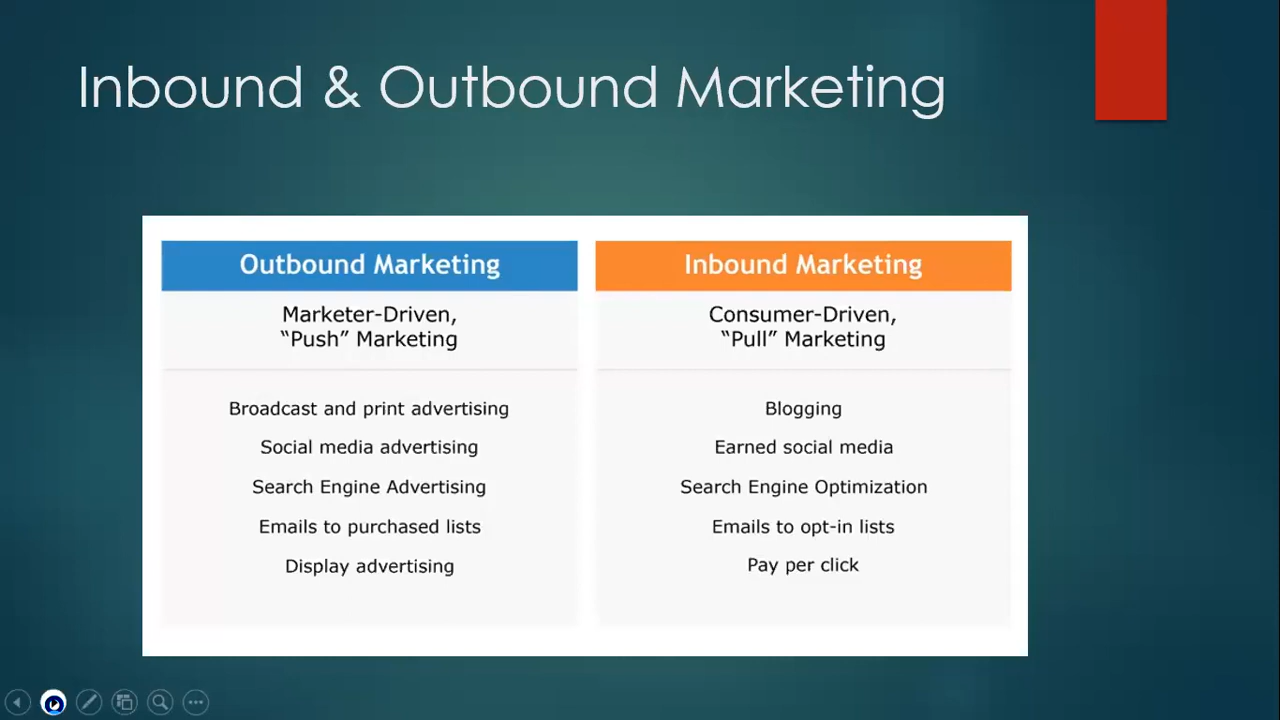 Inbound & Outbound Marketing
Outbound Marketing
Marketer-Driven,
“Push” Marketing
Broadcast and print advertising
Social media advertising
Search Engine Advertising
Emails to purchased lists
Display advertising
Inbound Marketing
Consumer-Driven,
“Pull” Marketing
Blogging
Earned social media
Search Engine Optimization
Emails to opt-in lists
Pay per click